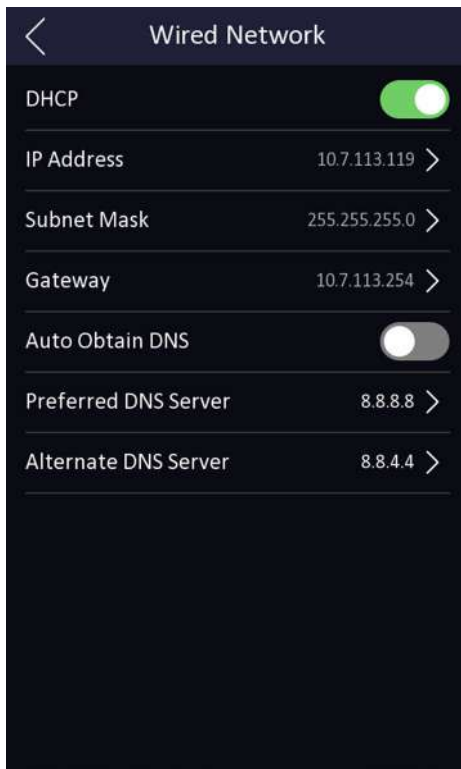 Wired Network
DHCP
IP Address 10.7.113.119
Subnet Mask 255.255.255.0
Gateway 10.7.113.254
Auto Obtain DNS
Preferred DNS Server 8.8.8.8
Alternate DNS Server 8.8.4.4